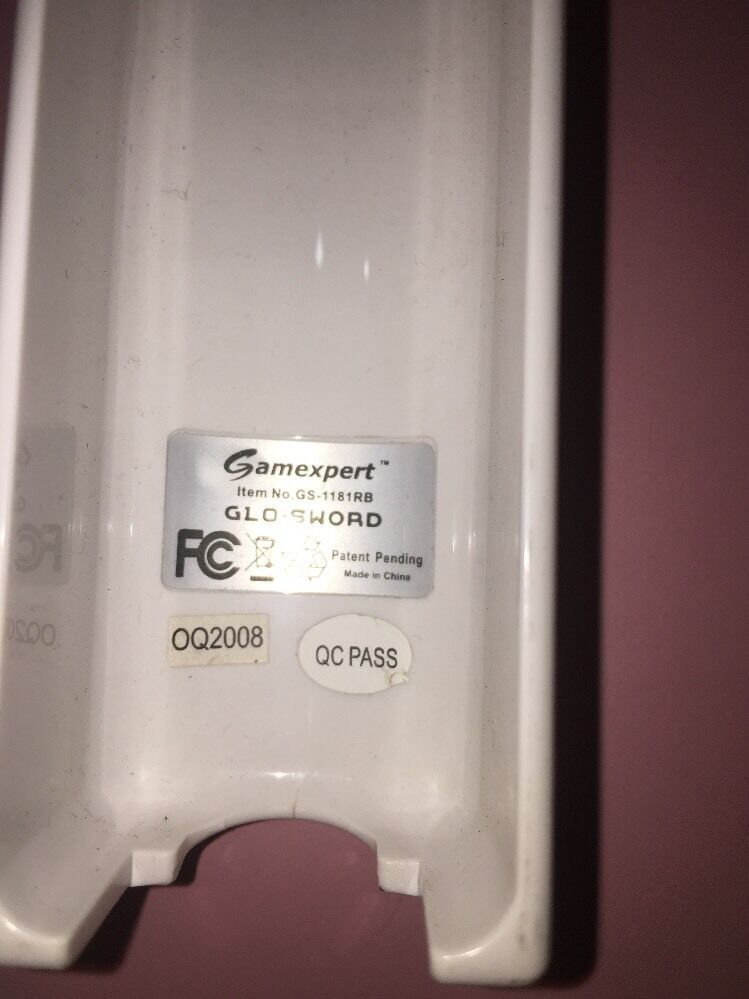 Gamexpert™
Item No.GS-1181RB
GLO-SWORD
FC Patent Pending
Made in China
OQ2008
QC PASS